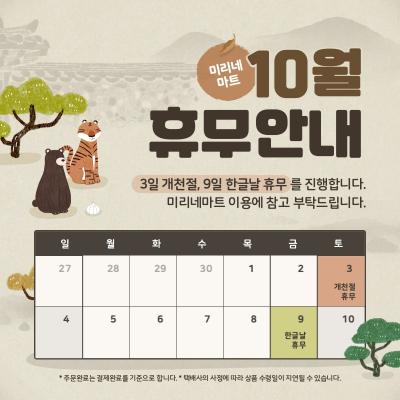 미리네
마트
10월
휴무안내
3일 개천절, 9일 한글날 휴무를 진행합니다.
미리네마트 이용에 참고 부탁드립니다.
일 월 화 수 목 금 토
27 28 29 30 1 2 3
개천절
휴무
4 5 6 7 8 9 10
한글날
휴무
* 주문완료는 결제완료를 기준으로 합니다. * 택배사의 사정에 따라 상품 수령일이 지연될 수 있습니다.